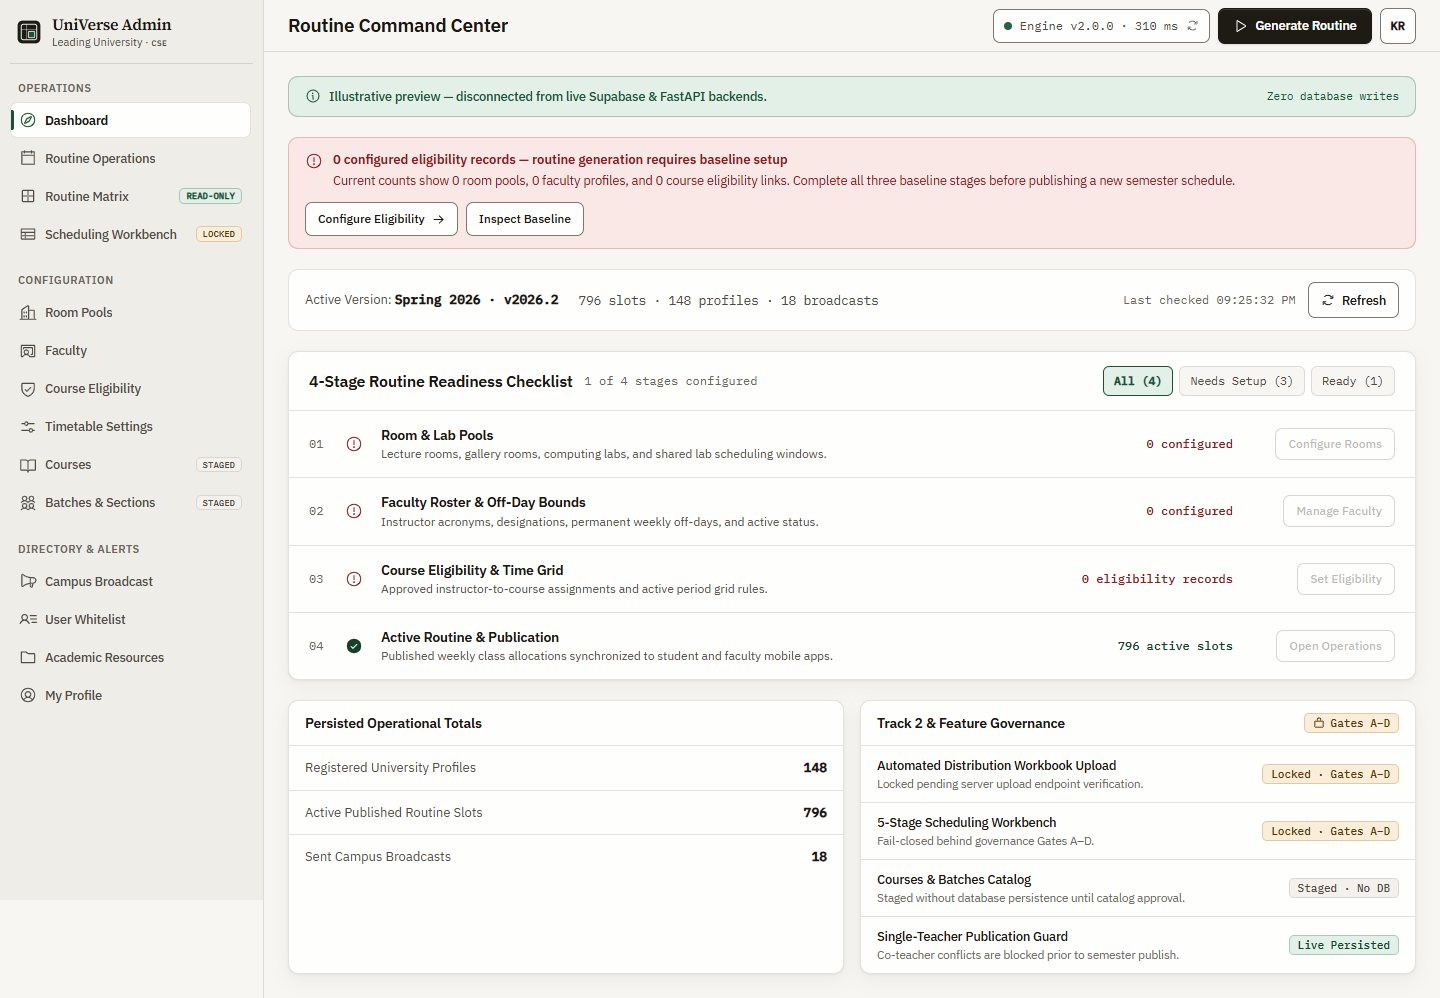 UniVerse Admin
Leading University · CSE
OPERATIONS
Dashboard
Routine Operations
Routine Matrix READ-ONLY
Scheduling Workbench LOCKED
CONFIGURATION
Room Pools
Faculty
Course Eligibility
Timetable Settings
Courses STAGED
Batches & Sections STAGED
DIRECTORY & ALERTS
Campus Broadcast
User Whitelist
Academic Resources
My Profile
Routine Command Center
Engine v2.0.0 · 310 ms
Generate Routine
KR
Illustrative preview — disconnected from live Supabase & FastAPI backends.
Zero database writes
0 configured eligibility records — routine generation requires baseline setup
Current counts show 0 room pools, 0 faculty profiles, and 0 course eligibility links. Complete all three baseline stages before publishing a new semester schedule.
Configure Eligibility →
Inspect Baseline
Active Version: Spring 2026 · v2026.2 796 slots · 148 profiles · 18 broadcasts
Last checked 09:25:32 PM
Refresh
4-Stage Routine Readiness Checklist 1 of 4 stages configured
All (4)
Needs Setup (3)
Ready (1)
01 Room & Lab Pools
Lecture rooms, gallery rooms, computing labs, and shared lab scheduling windows.
0 configured
Configure Rooms
02 Faculty Roster & Off-Day Bounds
Instructor acronyms, designations, permanent weekly off-days, and active status.
0 configured
Manage Faculty
03 Course Eligibility & Time Grid
Approved instructor-to-course assignments and active period grid rules.
0 eligibility records
Set Eligibility
04 Active Routine & Publication
Published weekly class allocations synchronized to student and faculty mobile apps.
796 active slots
Open Operations
Persisted Operational Totals
Registered University Profiles 148
Active Published Routine Slots 796
Sent Campus Broadcasts 18
Track 2 & Feature Governance
Gates A–D
Automated Distribution Workbook Upload
Locked pending server upload endpoint verification.
Locked · Gates A–D
5-Stage Scheduling Workbench
Fail-closed behind governance Gates A–D.
Locked · Gates A–D
Courses & Batches Catalog
Staged without database persistence until catalog approval.
Staged · No DB
Single-Teacher Publication Guard
Co-teacher conflicts are blocked prior to semester publish.
Live Persisted